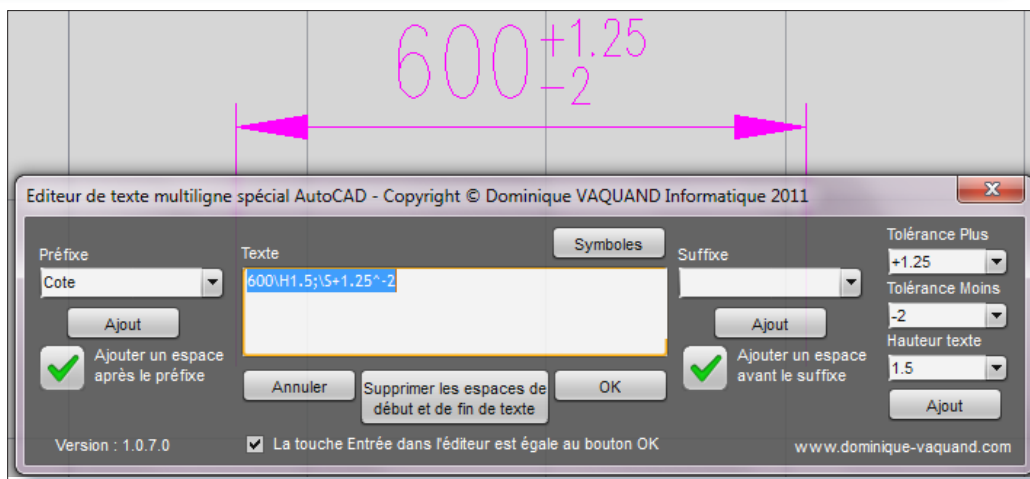 600 +1.25
-2
Editeur de texte multiligne spécial AutoCAD - Copyright © Dominique VAQUAND Informatique 2011
Préfixe
Cote
Ajout
Ajouter un espace
après le préfixe
Version : 1.0.7.0
Texte
Symboles
600\H1.5;\S+1.25^-2
Annuler
Supprimer les espaces de
début et de fin de texte
OK
La touche Entrée dans l'éditeur est égale au bouton OK
Suffixe
Ajout
Ajouter un espace
avant le suffixe
Tolérance Plus
+1.25
Tolérance Moins
-2
Hauteur texte
1.5
Ajout
www.dominique-vaquand.com